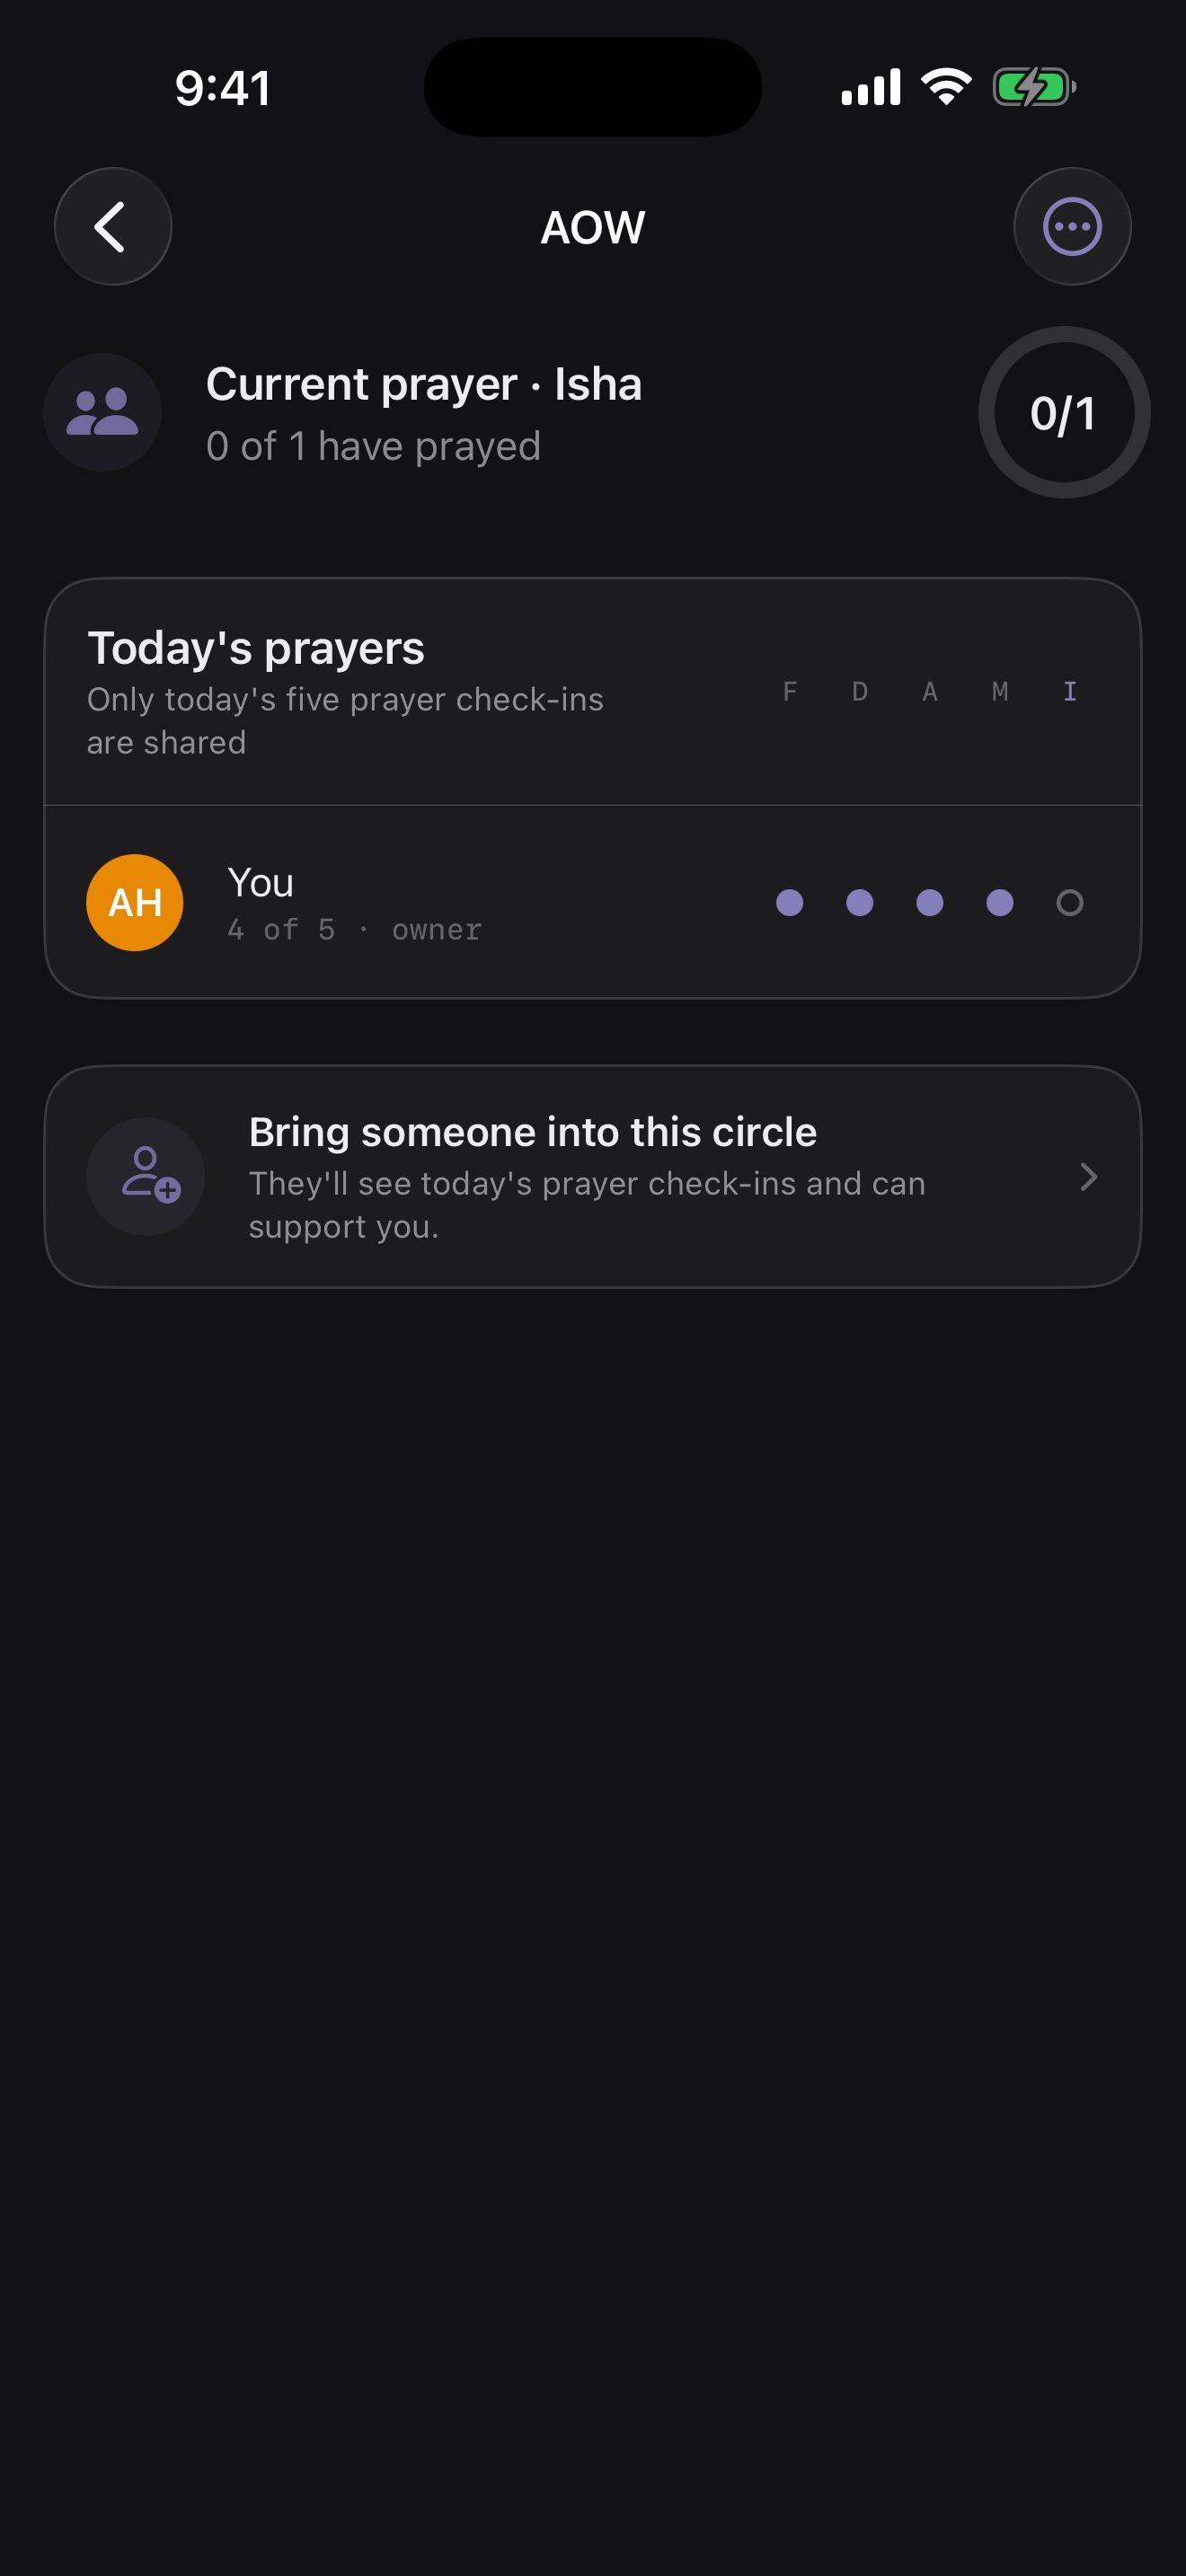 9:41
AOW
Current prayer · Isha
0 of 1 have prayed
0/1
Today's prayers
Only today's five prayer check-ins
are shared
F D A M I
AH
You
4 of 5 · owner
Bring someone into this circle
They'll see today's prayer check-ins and can
support you.